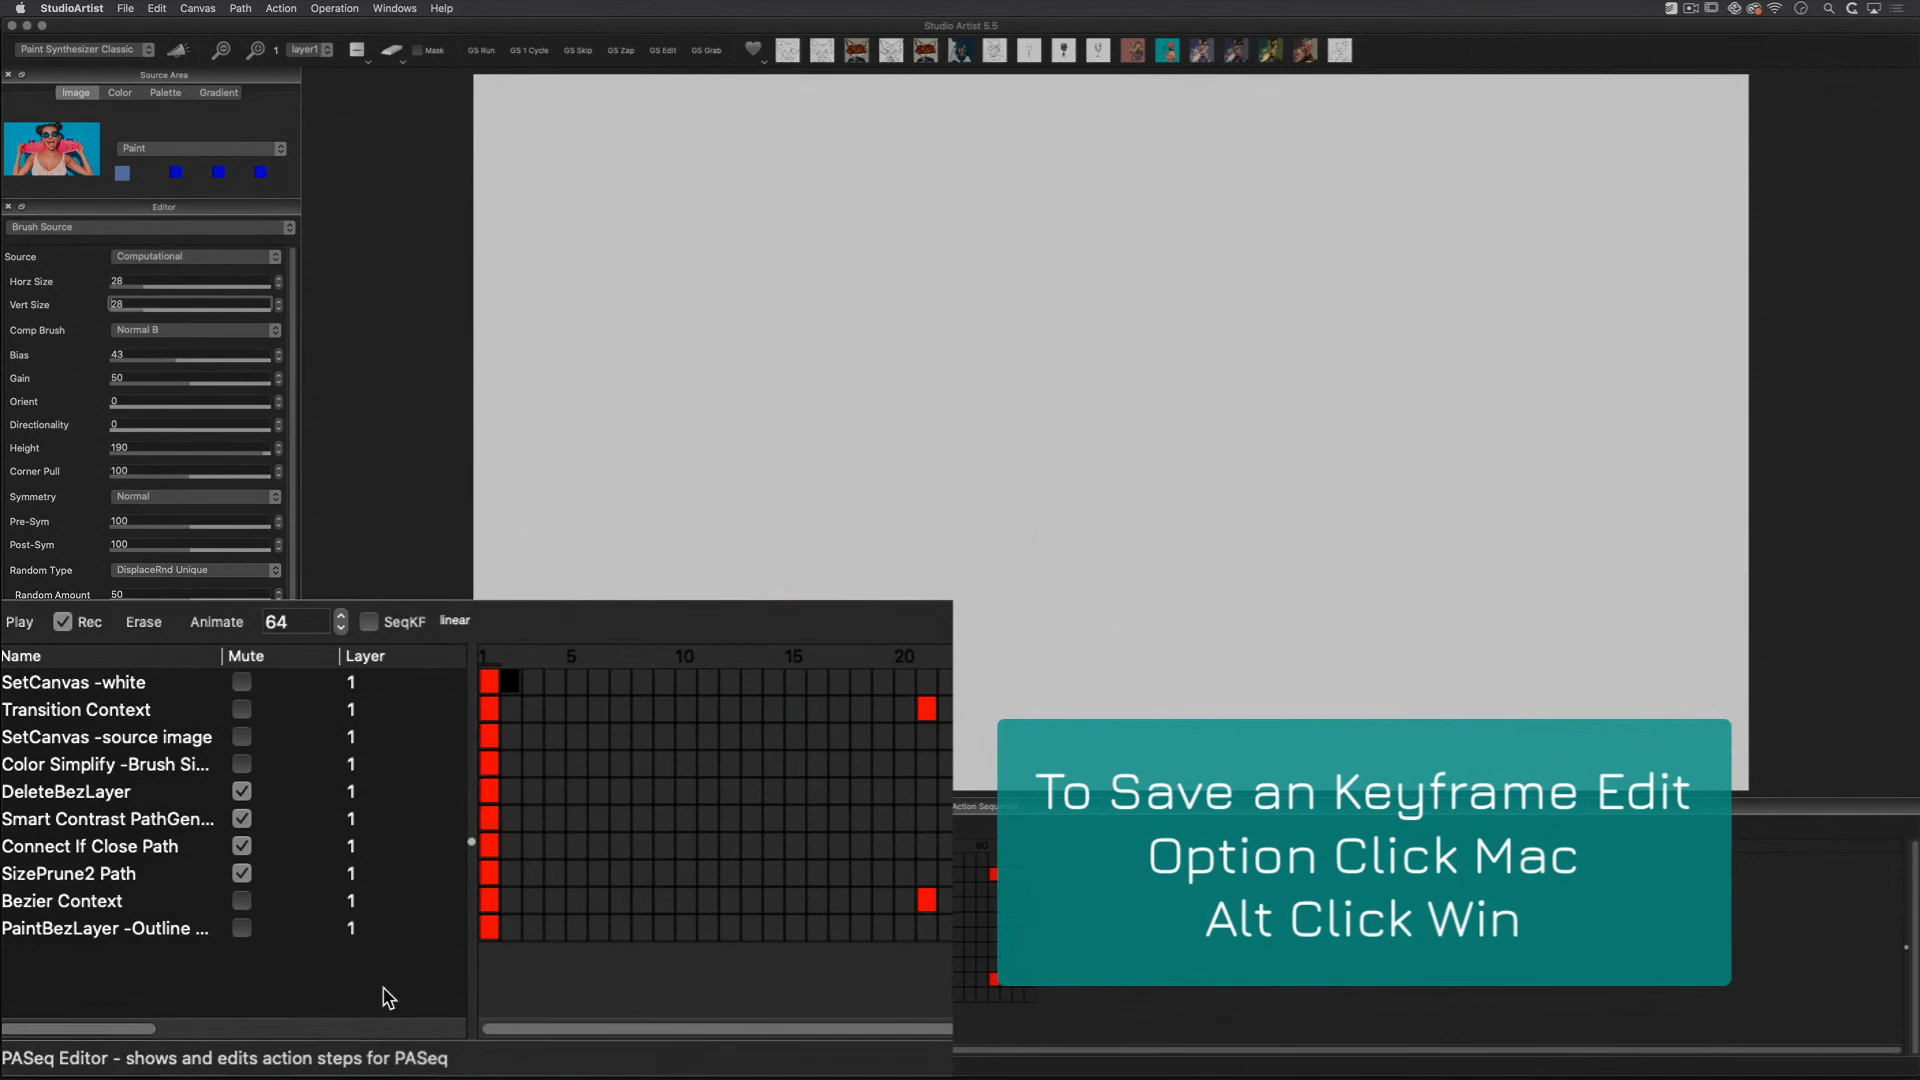 StudioArtist File Edit Canvas Path Action Operation Windows Help
Studio Artist 5.5
Paint Synthesizer Classic 1 layer1 Mask GS Run GS 1 Cycle GS Skip GS Zap GS Edit GS Grab
Source Area
Image Color Palette Gradient
Paint
Editor
Brush Source
Source Computational
Horz Size 28
Vert Size 28
Comp Brush Normal B
Bias 43
Gain 50
Orient 0
Directionality 0
Height 190
Corner Pull 100
Symmetry Normal
Pre-Sym 100
Post-Sym 100
Random Type DisplaceRnd Unique
Random Amount 50
Play Rec Erase Animate 64 SeqKF linear
Name Mute Layer 1 5 10 15 20
SetCanvas -white 1
Transition Context 1
SetCanvas -source image 1
Color Simplify -Brush Si... 1
DeleteBezLayer 1
Smart Contrast PathGen... 1
Connect If Close Path 1
SizePrune2 Path 1
Bezier Context 1
PaintBezLayer -Outline ... 1
PASeq Editor - shows and edits action steps for PASeq
60
To Save an Keyframe Edit
Option Click Mac
Alt Click Win